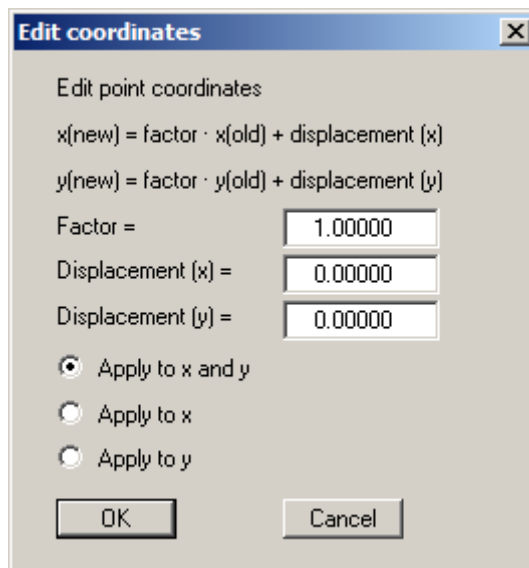 Edit coordinates
Edit point coordinates
x(new) = factor · x(old) + displacement (x)
y(new) = factor · y(old) + displacement (y)
Factor = 1.00000
Displacement (x) = 0.00000
Displacement (y) = 0.00000
Apply to x and y
Apply to x
Apply to y
OK Cancel